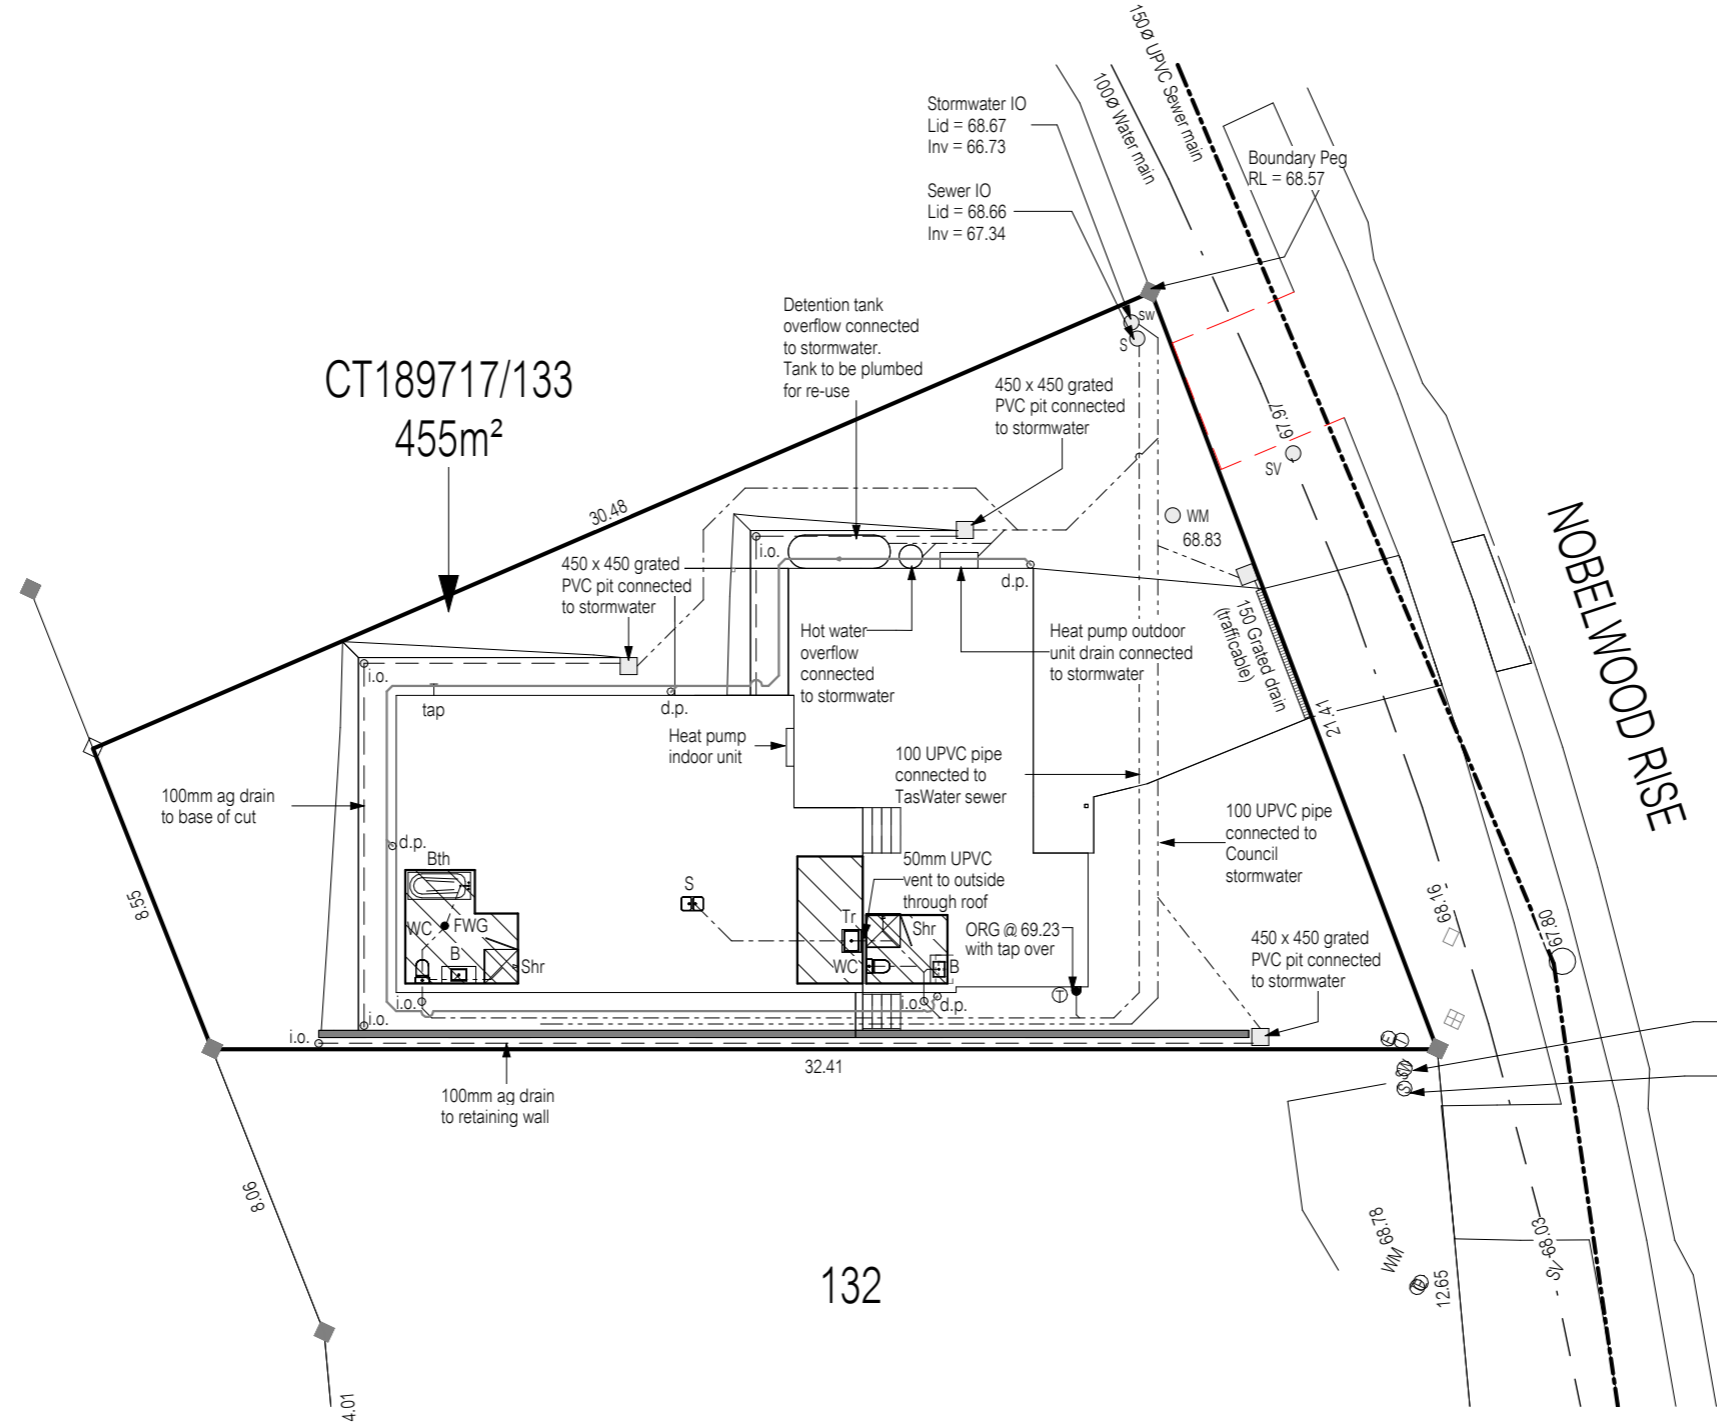 150Ø UPVC Sewer main
100Ø Water main
Stormwater IO
Lid = 68.67
Inv = 66.73
Boundary Peg
RL = 68.57
Sewer IO
Lid = 68.66
Inv = 67.34
Detention tank
overflow connected
to stormwater.
Tank to be plumbed
for re-use
sw
S
CT189717/133
455m²
450 x 450 grated
PVC pit connected
to stormwater
67.97
SV
30.48
WM
68.83
NOBELWOOD RISE
i.o.
450 x 450 grated
PVC pit connected
to stormwater
d.p.
150 Grated drain
(trafficable)
Hot water
overflow
connected
to stormwater
Heat pump outdoor
unit drain connected
to stormwater
i.o.
tap
d.p.
21.41
Heat pump
indoor unit
100 UPVC pipe
connected to
TasWater sewer
100mm ag drain
to base of cut
100 UPVC pipe
connected to
Council
stormwater
d.p.
Bth
50mm UPVC
vent to outside
through roof
S
8.55
WC
FWG
Tr
Shr
ORG @ 69.23
with tap over
68.16
67.80
B
Shr
WC
B
450 x 450 grated
PVC pit connected
to stormwater
i.o.
i.o.
d.p.
T
i.o.
i.o.
E
SW
S
32.41
100mm ag drain
to retaining wall
8.06
132
WM 68.78
68.03
12.65
4.01